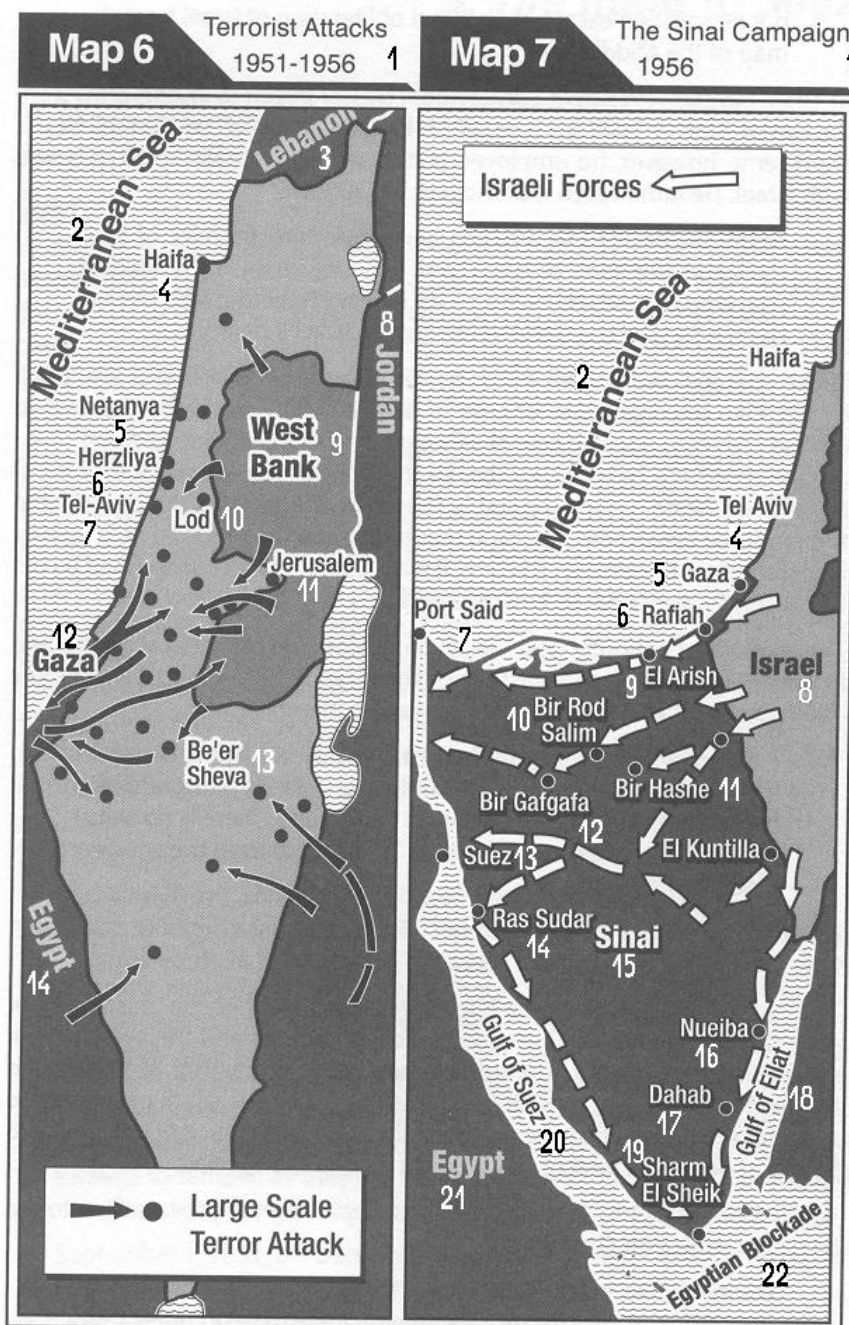 Map 6
Terrorist Attacks
1951-1956 1
Lebanon
3
Mediterranean Sea
2
Haifa
4
8
Jordan
Netanya
5
West
Bank
9
Herzliya
6
Tel-Aviv
7
Lod 10
Jerusalem
11
12
Gaza
Be'er
Sheva 13
Egypt
14
Large Scale
Terror Attack
Map 7
The Sinai Campaign
1956
Israeli Forces
Mediterranean Sea
2
Haifa
Tel Aviv
4
5 Gaza
Port Said
7
6 Rafiah
Israel
8
9 El Arish
10 Bir Rod
Salim
Bir Hasne 11
Bir Gafgafa
12
Suez 13
El Kuntilla
Ras Sudar
14
Sinai
15
Nueiba
16
Gulf of Suez
20
Dahab
17
Gulf of Eilat
18
Egypt
21
19
Sharm
El Sheik
Egyptian Blockade
22